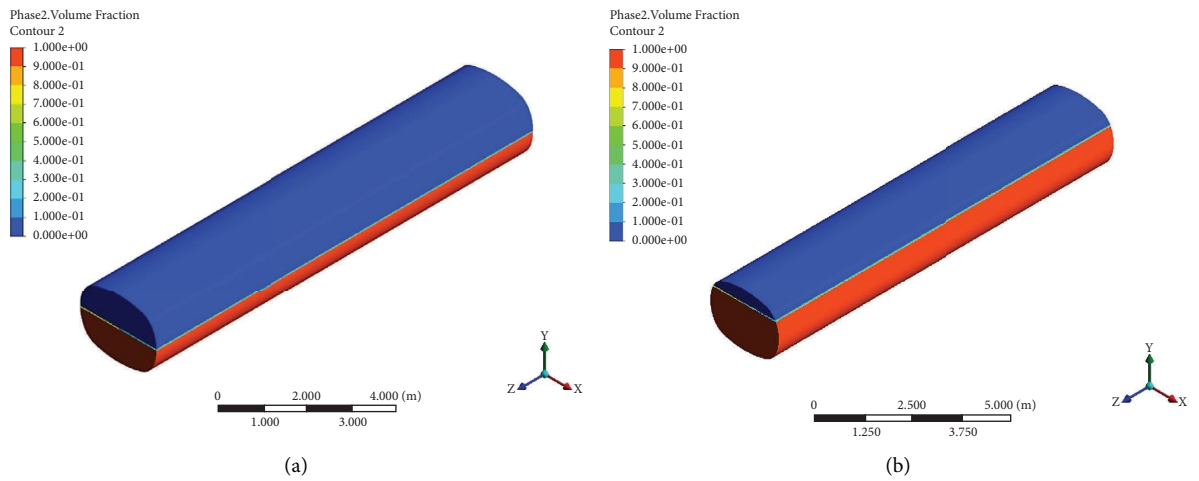 Phase2.Volume Fraction
Contour 2
1.000e+00
9.000e-01
8.000e-01
7.000e-01
6.000e-01
5.000e-01
4.000e-01
3.000e-01
2.000e-01
1.000e-01
0.000e+00
Y
Z X
0 2.000 4.000 (m)
1.000 3.000
(a)
Phase2.Volume Fraction
Contour 2
1.000e+00
9.000e-01
8.000e-01
7.000e-01
6.000e-01
5.000e-01
4.000e-01
3.000e-01
2.000e-01
1.000e-01
0.000e+00
Y
Z X
0 2.500 5.000 (m)
1.250 3.750
(b)